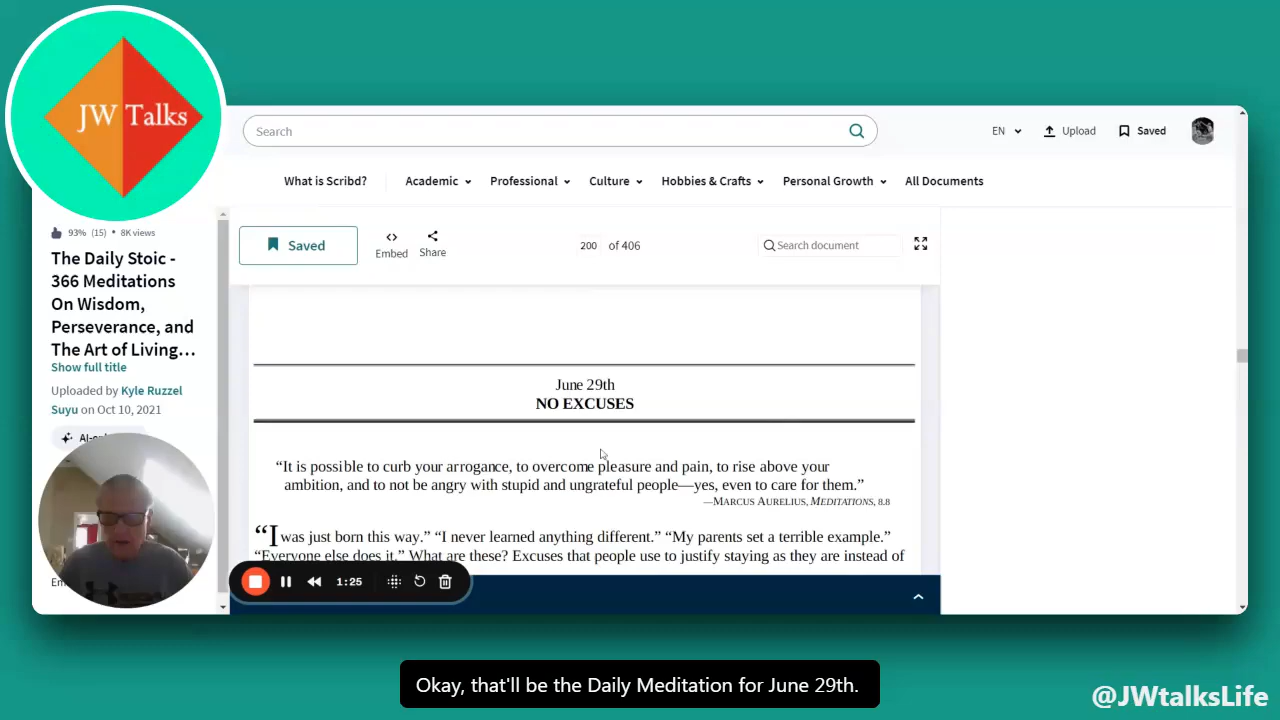 JW Talks
Search
EN
Upload
Saved
What is Scribd?
Academic
Professional
Culture
Hobbies & Crafts
Personal Growth
All Documents
93% (15) • 8K views
Saved
Embed
Share
200 of 406
Search document
The Daily Stoic -
366 Meditations
On Wisdom,
Perseverance, and
The Art of Living…
Show full title
Uploaded by Kyle Ruzzel
Suyu on Oct 10, 2021
June 29th
NO EXCUSES
“It is possible to curb your arrogance, to overcome pleasure and pain, to rise above your
ambition, and to not be angry with stupid and ungrateful people—yes, even to care for them.”
—MARCUS AURELIUS, MEDITATIONS, 8.8
“I was just born this way.” “I never learned anything different.” “My parents set a terrible example.”
“Everyone else does it.” What are these? Excuses that people use to justify staying as they are instead of
1:25
Okay, that'll be the Daily Meditation for June 29th.
@JWtalksLife